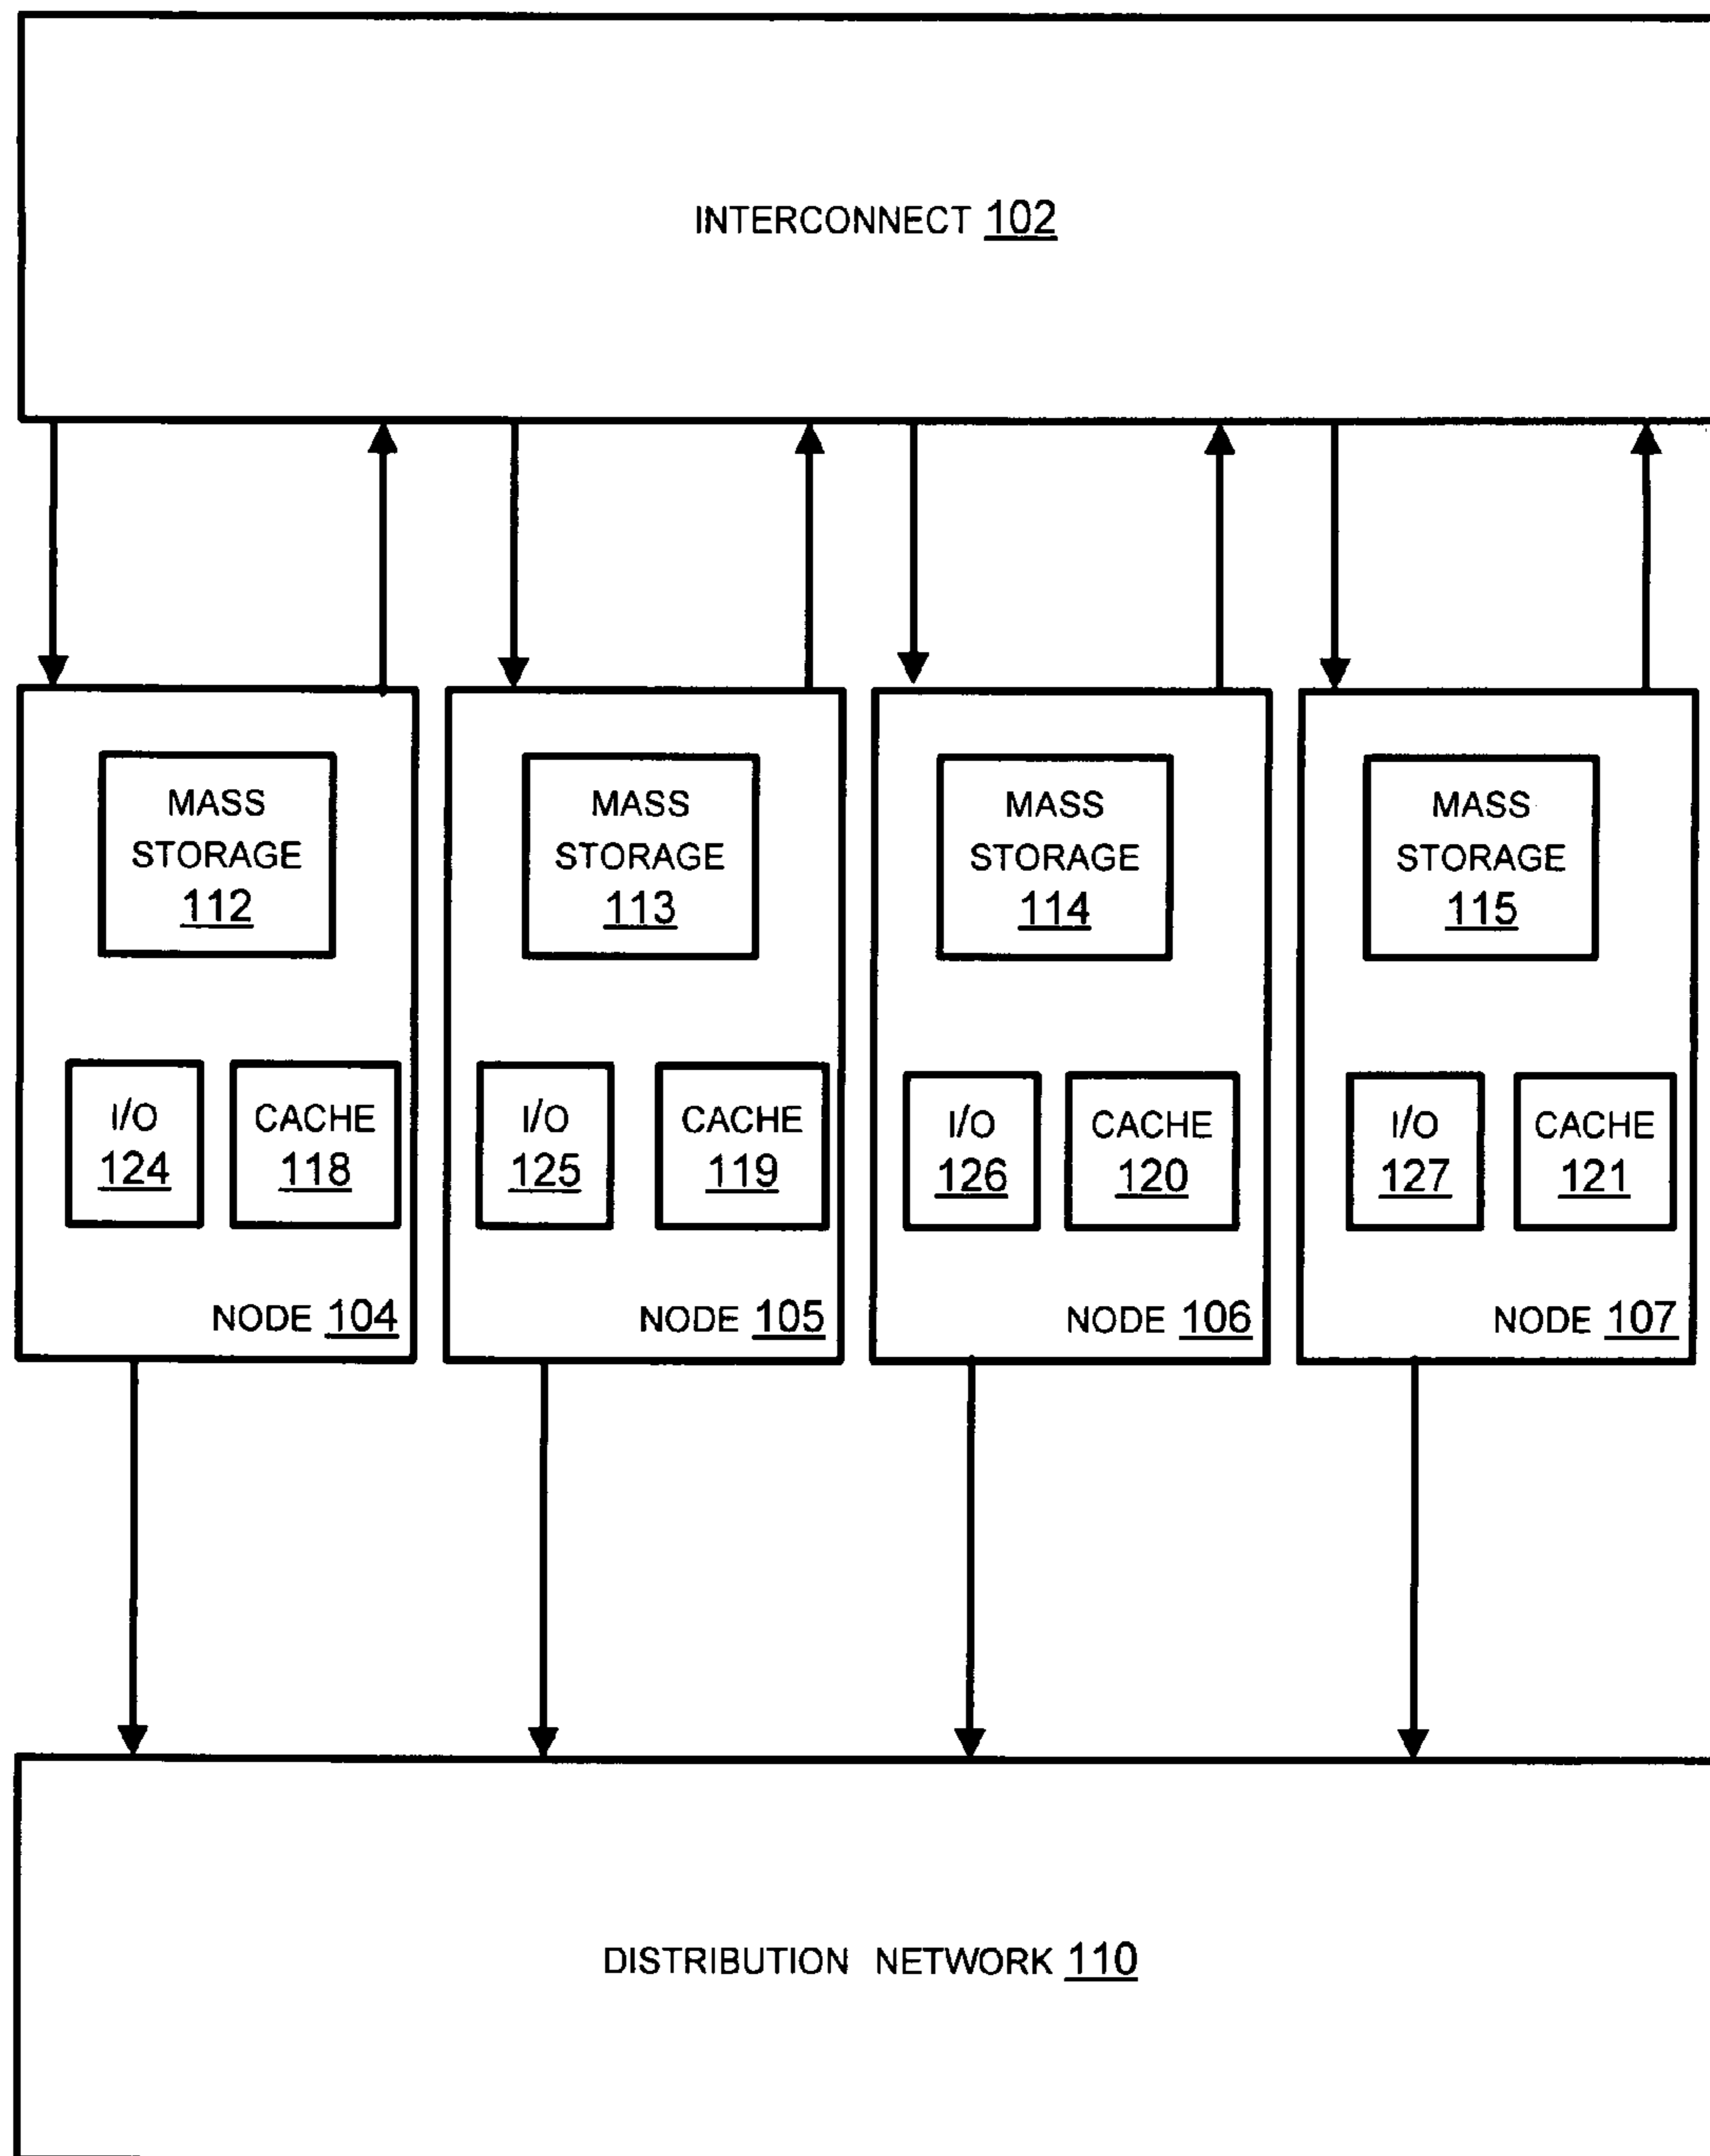 INTERCONNECT 102
MASS
STORAGE
112
I/O
124
CACHE
118
NODE 104
MASS
STORAGE
113
I/O
125
CACHE
119
NODE 105
MASS
STORAGE
114
I/O
126
CACHE
120
NODE 106
MASS
STORAGE
115
I/O
127
CACHE
121
NODE 107
DISTRIBUTION NETWORK 110